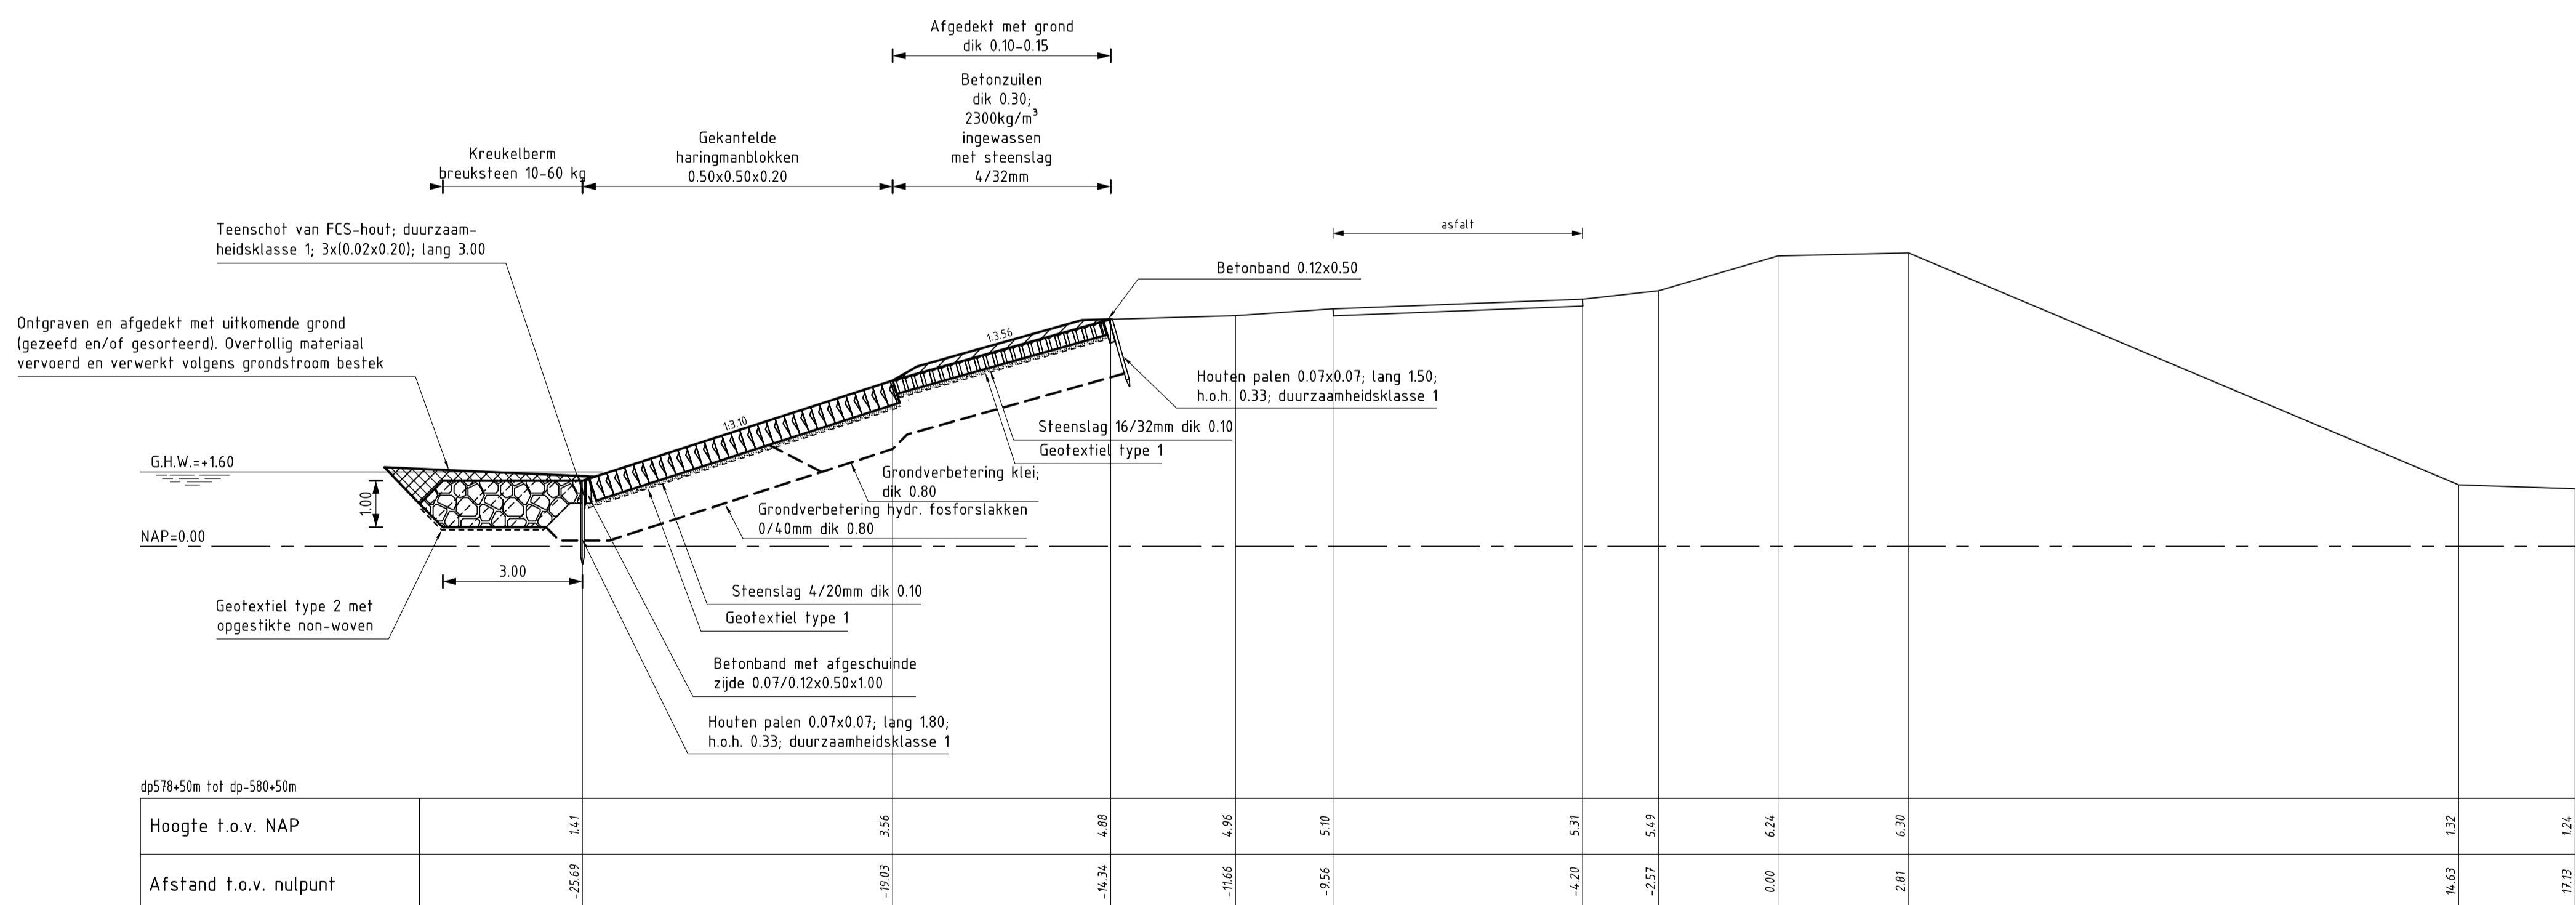 Afgedekt met grond
dik 0.10-0.15
Betonzuilen
dik 0.30;
2300kg/m³
ingewassen
met steenslag
4/32mm
Gekantelde
haringmanblokken
0.50x0.50x0.20
Kreukelberm
breuksteen 10-60 kg
Teenschot van FCS-hout; duurzaam-
heidsklasse 1; 3x(0.02x0.20); lang 3.00
asfalt
Betonband 0.12x0.50
Ontgraven en afgedekt met uitkomende grond
(gezeefd en/of gesorteerd). Overtollig materiaal
vervoerd en verwerkt volgens grondstroom bestek
1:3.56
1:3.10
Houten palen 0.07x0.07; lang 1.50;
h.o.h. 0.33; duurzaamheidsklasse 1
Steenslag 16/32mm dik 0.10
Geotextiel type 1
G.H.W.=+1.60
Grondverbetering klei;
dik 0.80
1.00
Grondverbetering hydr. fosforslakken
0/40mm dik 0.80
NAP=0.00
3.00
Steenslag 4/20mm dik 0.10
Geotextiel type 1
Geotextiel type 2 met
opgestikte non-woven
Betonband met afgeschuinde
zijde 0.07/0.12x0.50x1.00
Houten palen 0.07x0.07; lang 1.80;
h.o.h. 0.33; duurzaamheidsklasse 1
dp578+50m tot dp-580+50m
Hoogte t.o.v. NAP 1.41 3.56 4.88 4.96 5.10 5.31 5.49 6.24 6.30 1.32 1.24
Afstand t.o.v. nulpunt -25.69 -19.03 -14.34 -11.66 -9.56 -4.20 -2.57 0.00 2.81 14.63 17.13